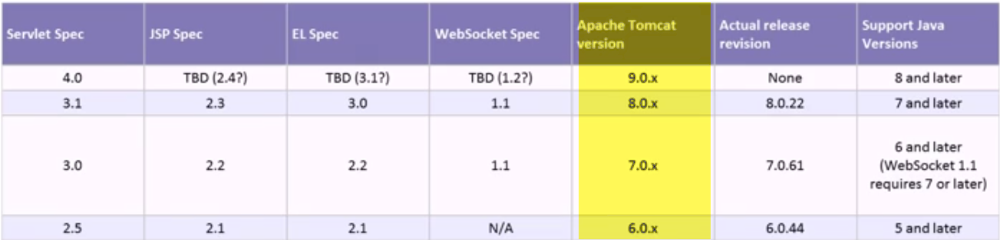 Servlet Spec JSP Spec EL Spec WebSocket Spec Apache Tomcat version Actual release revision Support Java Versions
4.0 TBD (2.4?) TBD (3.1?) TBD (1.2?) 9.0.x None 8 and later
3.1 2.3 3.0 1.1 8.0.x 8.0.22 7 and later
3.0 2.2 2.2 1.1 7.0.x 7.0.61 6 and later
(WebSocket 1.1
requires 7 or later)
2.5 2.1 2.1 N/A 6.0.x 6.0.44 5 and later